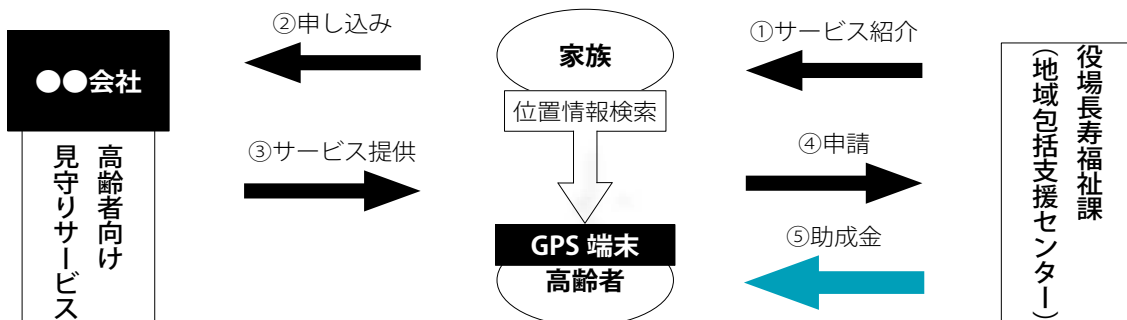 ②申し込み
●●会社
高齢者向け
見守りサービス
③サービス提供
家族
位置情報検索
GPS 端末
高齢者
①サービス紹介
④申請
⑤助成金
役場長寿福祉課
（地域包括支援センター）